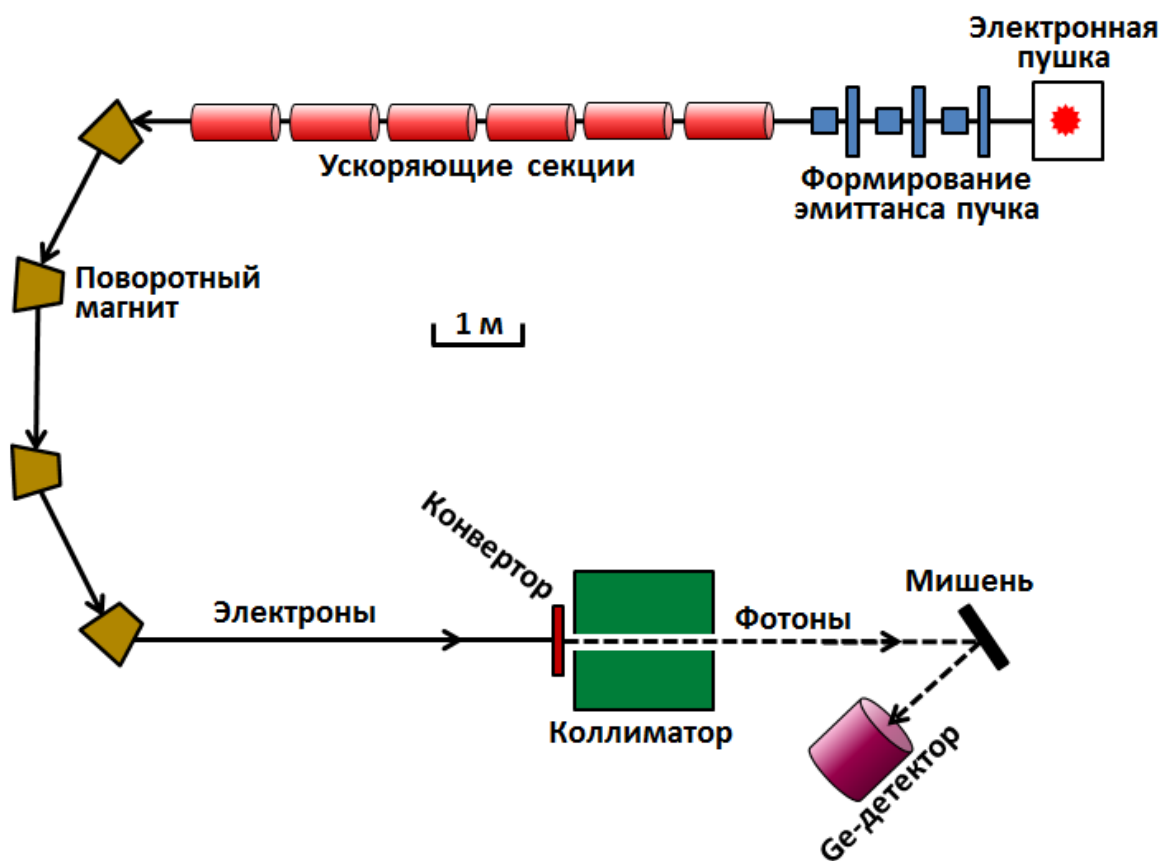 Электронная
пушка
Ускоряющие секции
Формирование
эмиттанса пучка
Поворотный
магнит
1 м
Конвертор
Мишень
Электроны
Фотоны
Коллиматор
Ge-детектор